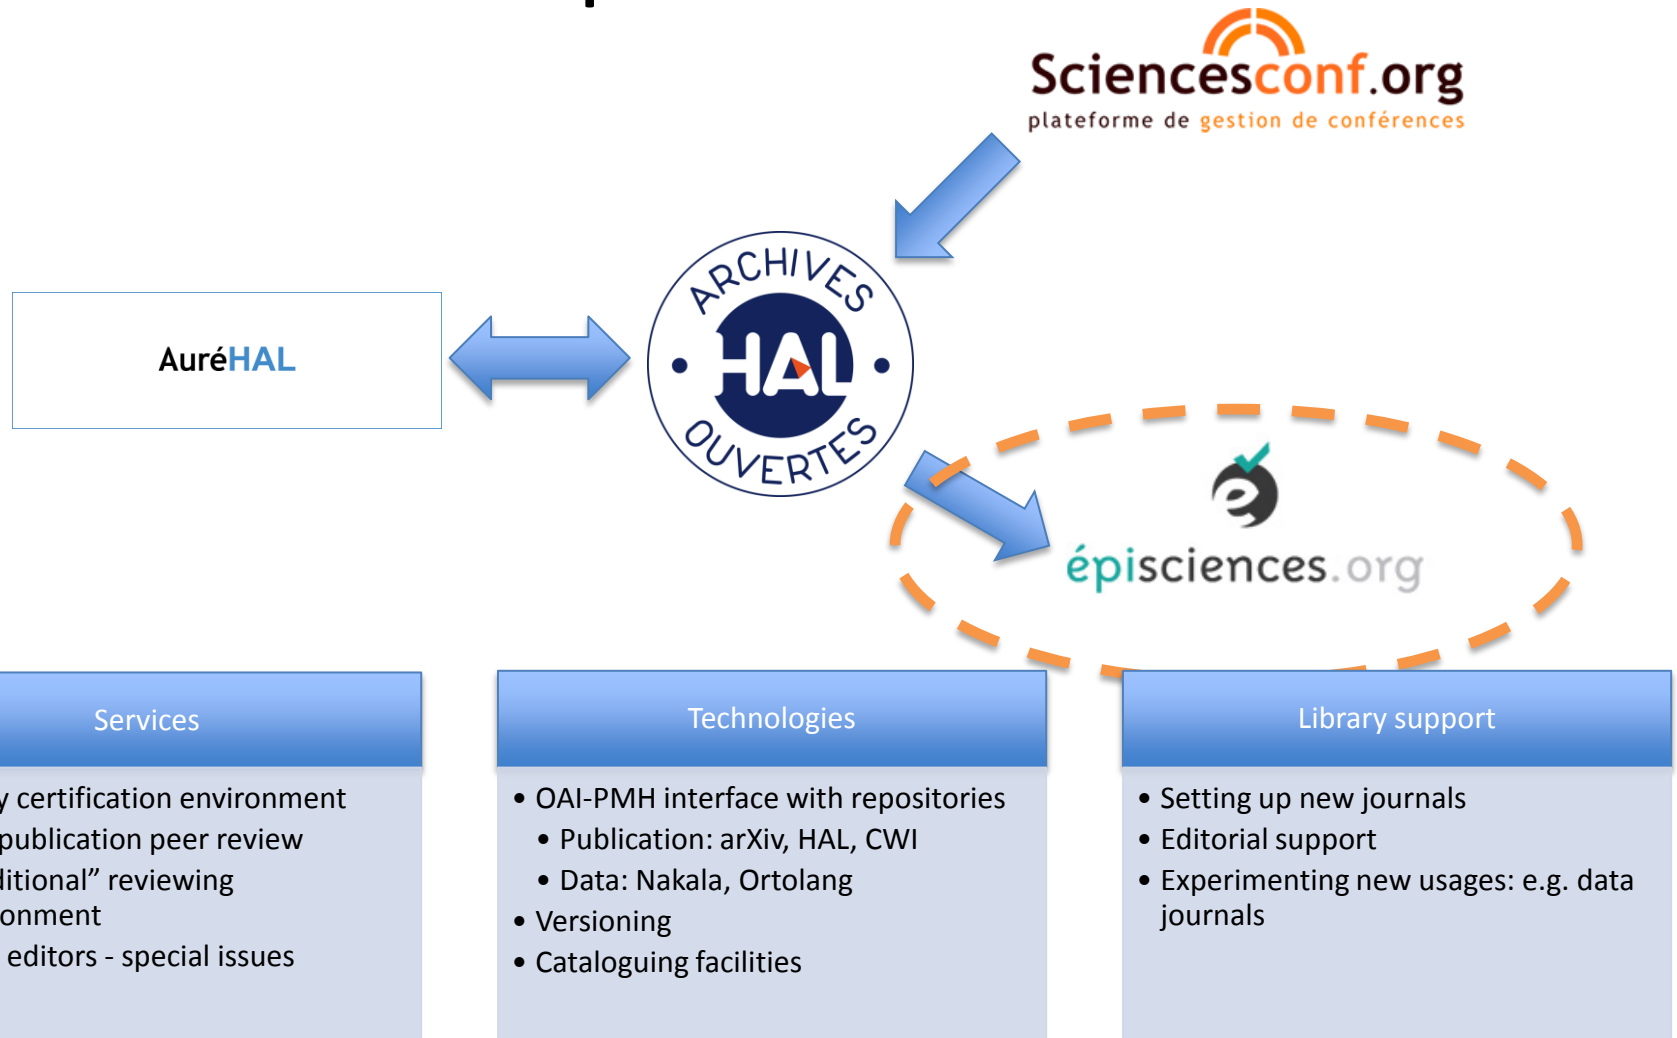 Sciencesconf.org
plateforme de gestion de conférences
ARCHIVES
HAL
OUVERTES
AuréHAL
épisciences.org
Services
certification environment
publication peer review
reviewing
editors - special issues
Technologies
• OAI-PMH interface with repositories
• Publication: arXiv, HAL, CWI
• Data: Nakala, Ortolang
• Versioning
• Cataloguing facilities
Library support
• Setting up new journals
• Editorial support
• Experimenting new usages: e.g. data
journals